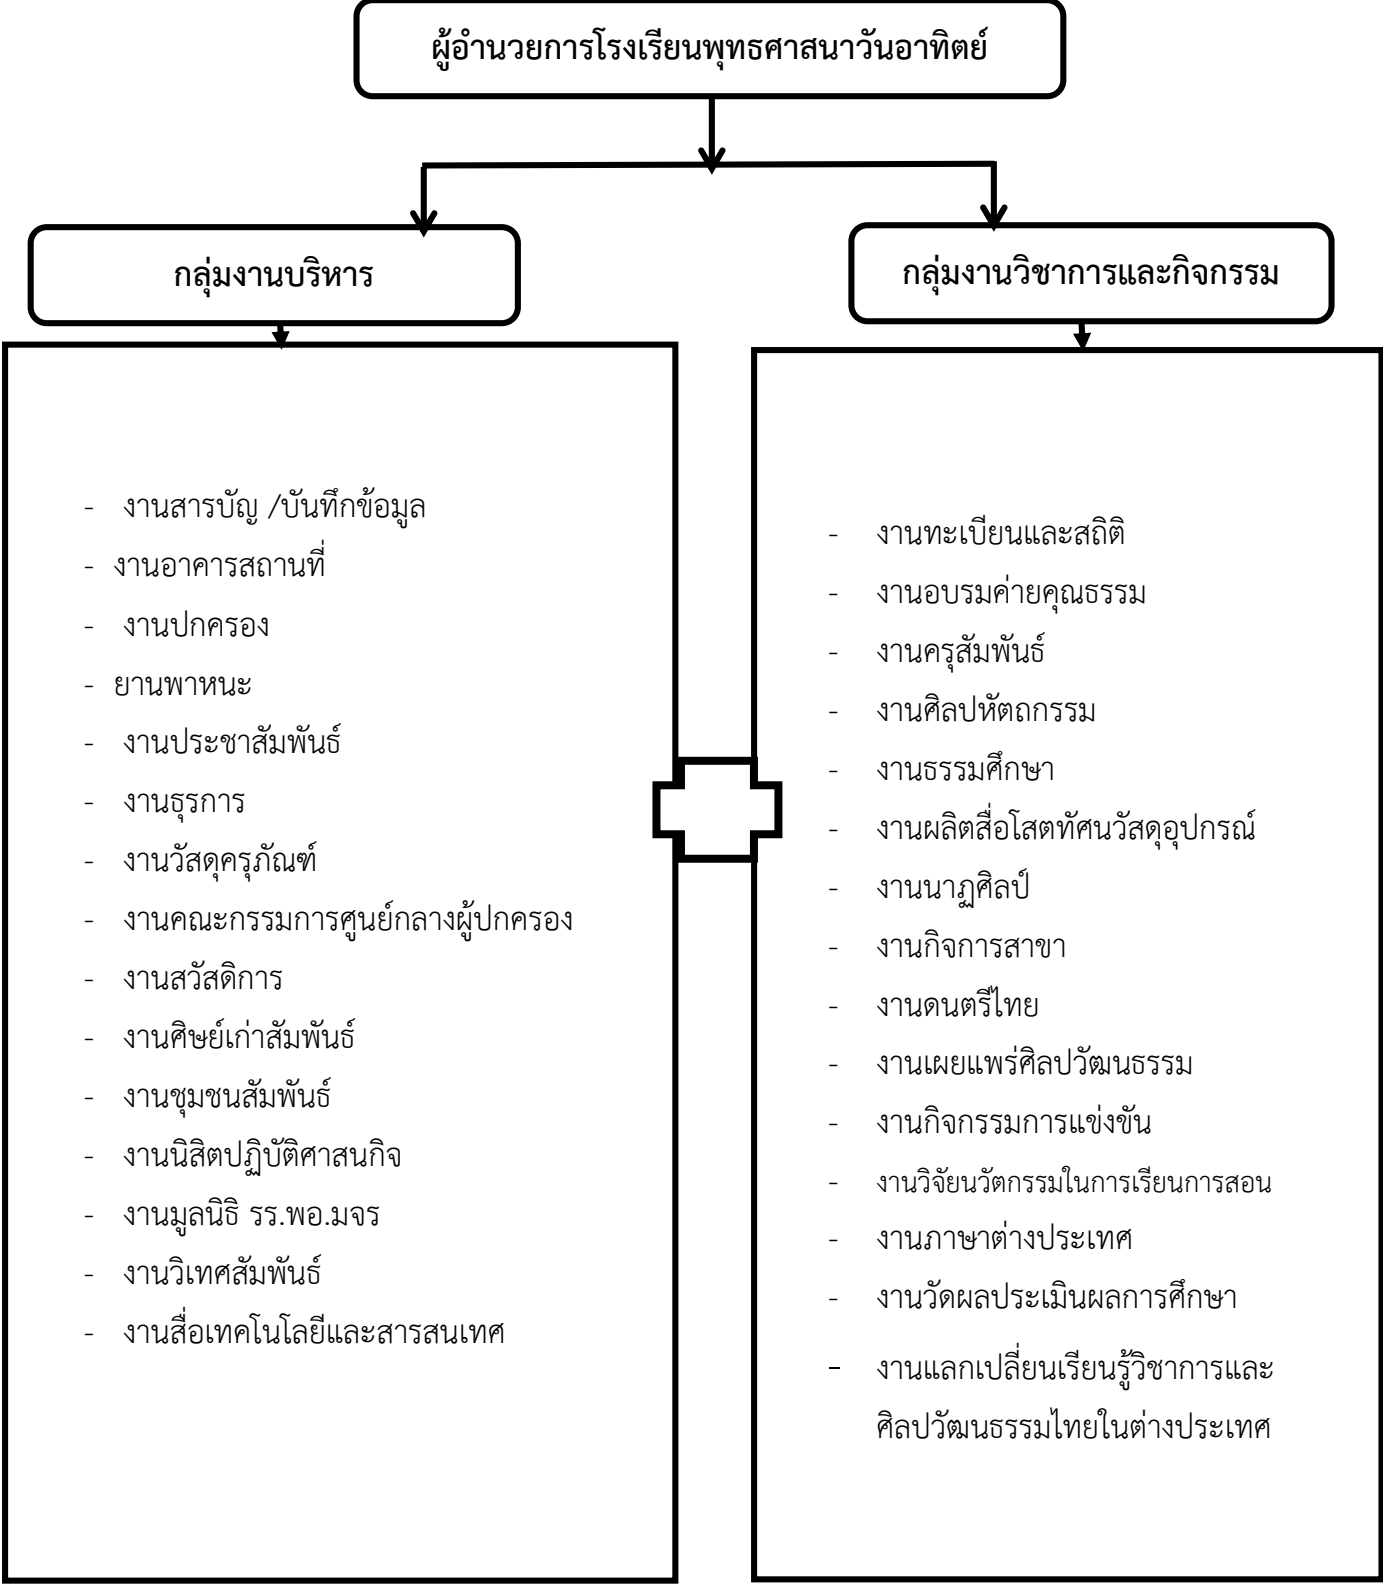 ผู้อำนวยการโรงเรียนพุทธศาสนาวันอาทิตย์
กลุ่มงานบริหาร
กลุ่มงานวิชาการและกิจกรรม
- งานสารบัญ /บันทึกข้อมูล
- งานอาคารสถานที่
- งานปกครอง
- ยานพาหนะ
- งานประชาสัมพันธ์
- งานธุรการ
- งานวัสดุครุภัณฑ์
- งานคณะกรรมการศูนย์กลางผู้ปกครอง
- งานสวัสดิการ
- งานศิษย์เก่าสัมพันธ์
- งานชุมชนสัมพันธ์
- งานนิสิตปฏิบัติศาสนกิจ
- งานมูลนิธิ รร.พอ.มจร
- งานวิเทศสัมพันธ์
- งานสื่อเทคโนโลยีและสารสนเทศ
- งานทะเบียนและสถิติ
- งานอบรมค่ายคุณธรรม
- งานครุสัมพันธ์
- งานศิลปหัตถกรรม
- งานธรรมศึกษา
- งานผลิตสื่อโสตทัศนวัสดุอุปกรณ์
- งานนาฏศิลป์
- งานกิจการสาขา
- งานดนตรีไทย
- งานเผยแพร่ศิลปวัฒนธรรม
- งานกิจกรรมการแข่งขัน
- งานวิจัยนวัตกรรมในการเรียนการสอน
- งานภาษาต่างประเทศ
- งานวัดผลประเมินผลการศึกษา
- งานแลกเปลี่ยนเรียนรู้วิชาการและ
ศิลปวัฒนธรรมไทยในต่างประเทศ